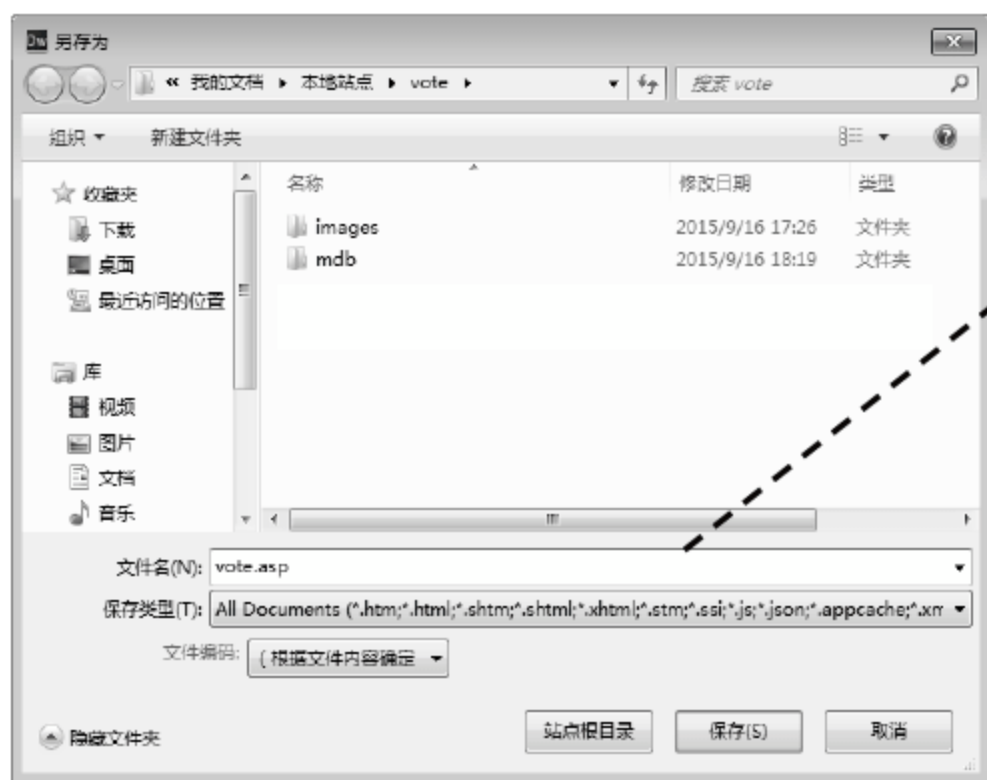 Dw 另存为
« 我的文档 ▸ 本地站点 ▸ vote ▸ 搜索 vote
组织 新建文件夹
名称 修改日期 类型
收藏夹
下载
桌面
最近访问的位置
库
视频
图片
文档
音乐
images 2015/9/16 17:26 文件夹
mdb 2015/9/16 18:19 文件夹
文件名(N): vote.asp
保存类型(T): All Documents (*.htm;*.html;*.shtm;*.shtml;*.xhtml;*.stm;*.ssi;*.js;*.json;*.appcache;*.xm
文件编码: (根据文件内容确定
隐藏文件夹 站点根目录 保存(S) 取消